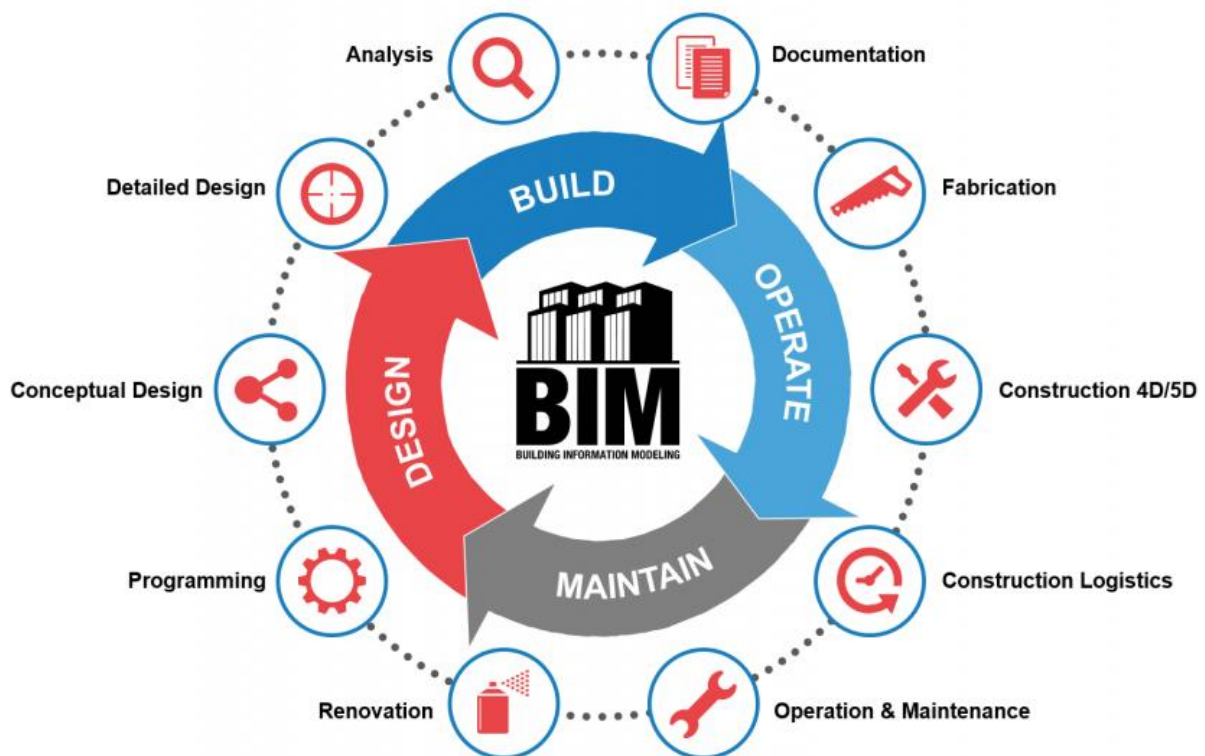 Analysis
Documentation
Detailed Design
Fabrication
Conceptual Design
Construction 4D/5D
Programming
Construction Logistics
Renovation
Operation & Maintenance
BUILD
OPERATE
MAINTAIN
DESIGN
BIM
BUILDING INFORMATION MODELING